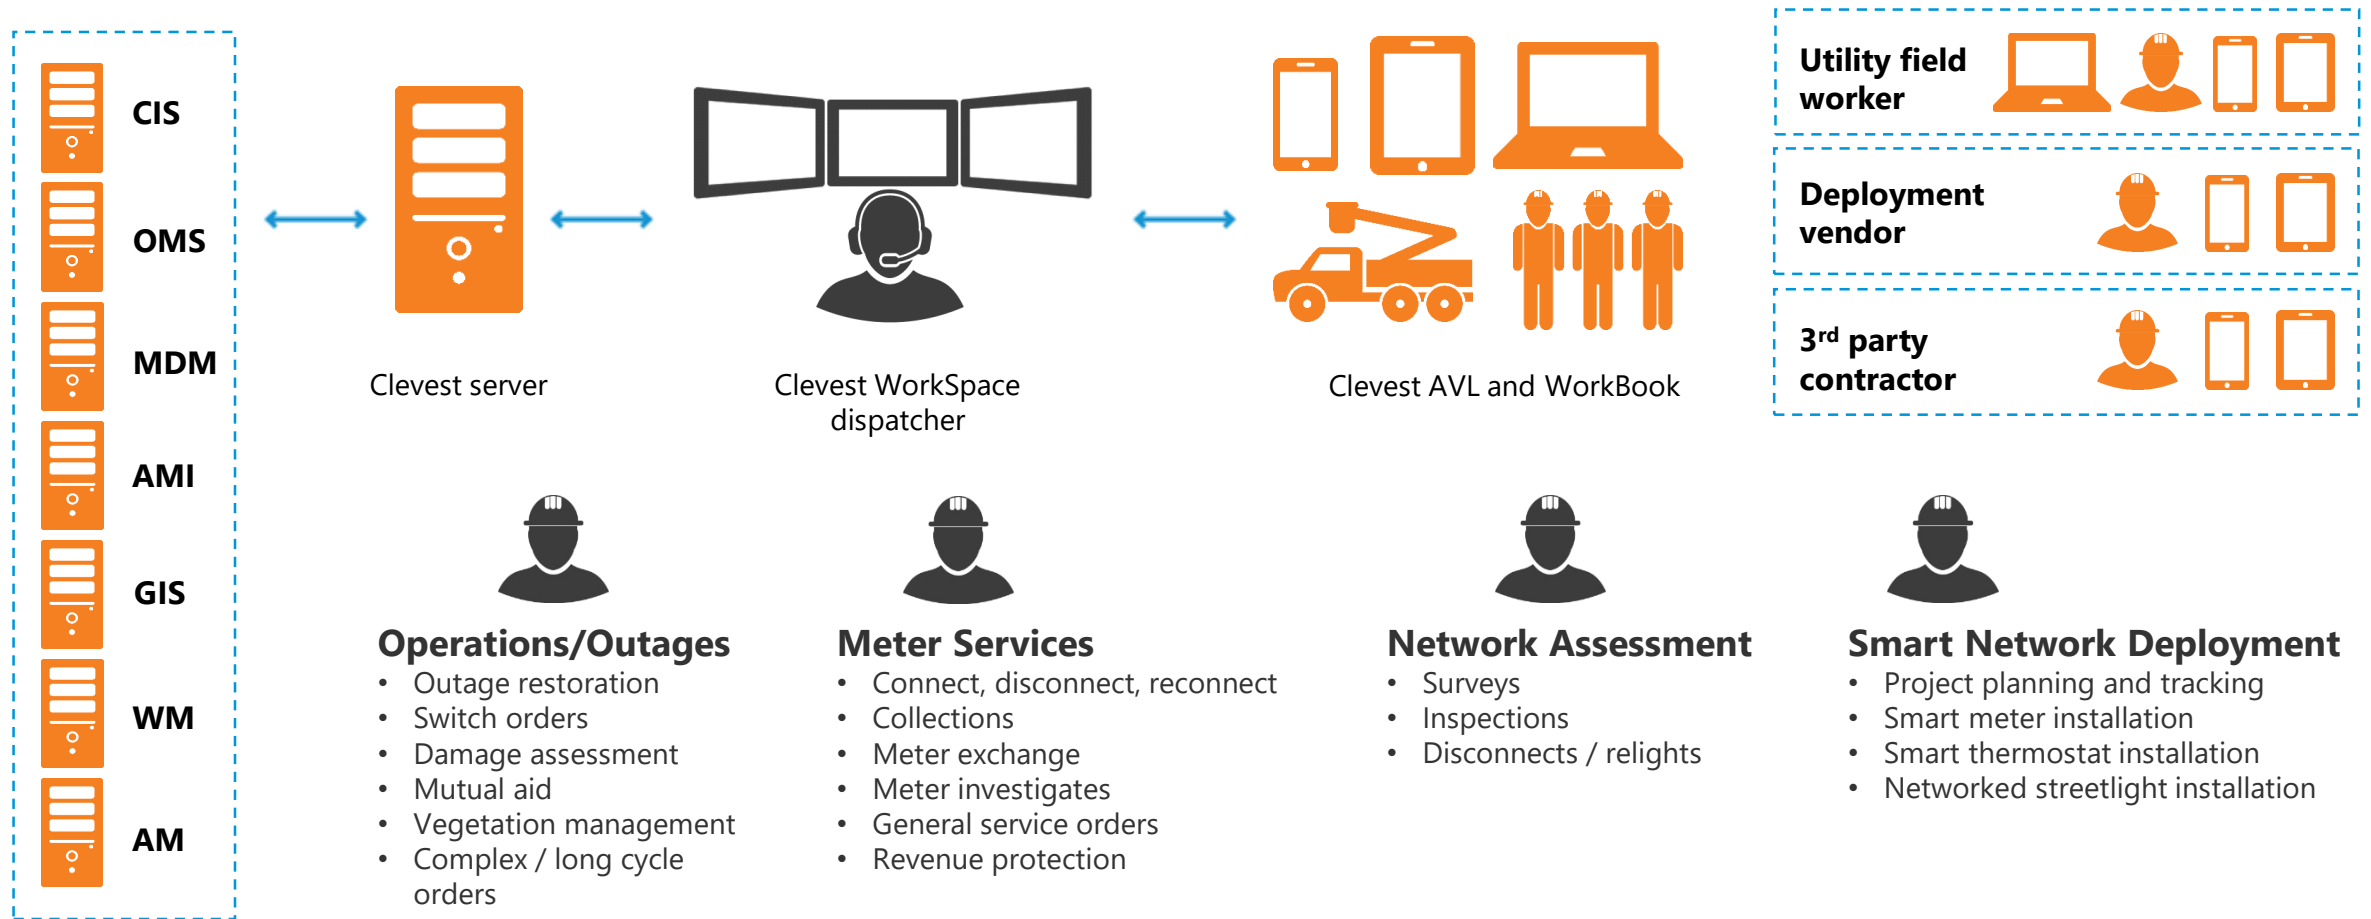 CIS
OMS
MDM
AMI
GIS
WM
AM
Clevest server
Clevest WorkSpace
dispatcher
Clevest AVL and WorkBook
Utility field
worker
Deployment
vendor
3rd party
contractor
Operations/Outages
• Outage restoration
• Switch orders
• Damage assessment
• Mutual aid
• Vegetation management
• Complex / long cycle
orders
Meter Services
• Connect, disconnect, reconnect
• Collections
• Meter exchange
• Meter investigates
• General service orders
• Revenue protection
Network Assessment
• Surveys
• Inspections
• Disconnects / relights
Smart Network Deployment
• Project planning and tracking
• Smart meter installation
• Smart thermostat installation
• Networked streetlight installation